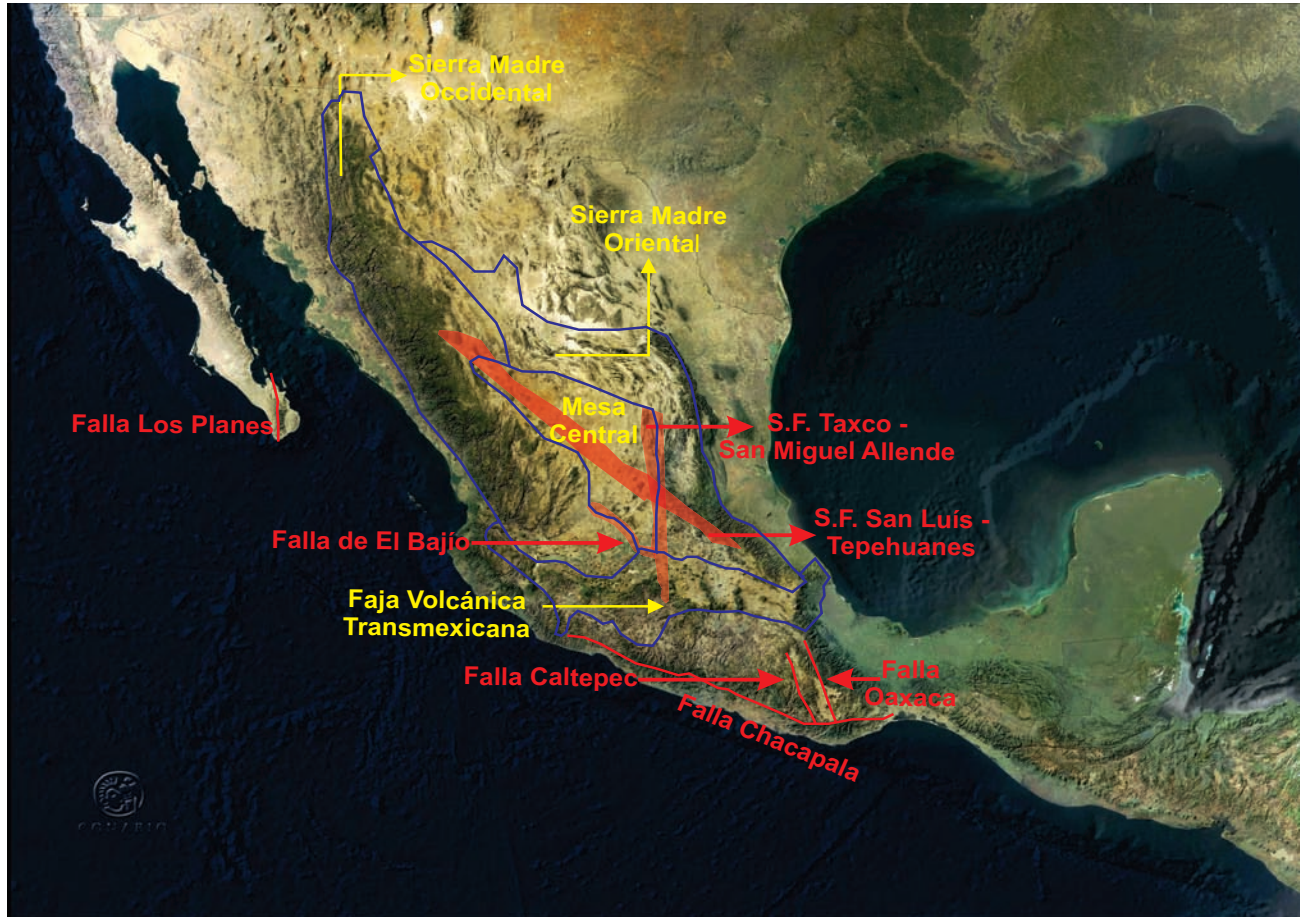 Sierra Madre
Occidental
Sierra Madre
Oriental
Mesa
Central
Falla Los Planes
S.F. Taxco -
San Miguel Allende
S.F. San Luís -
Tepehuanes
Falla de El Bajío
Faja Volcánica
Transmexicana
Falla Caltepec
Falla
Oaxaca
Falla Chacapala
CONABIO